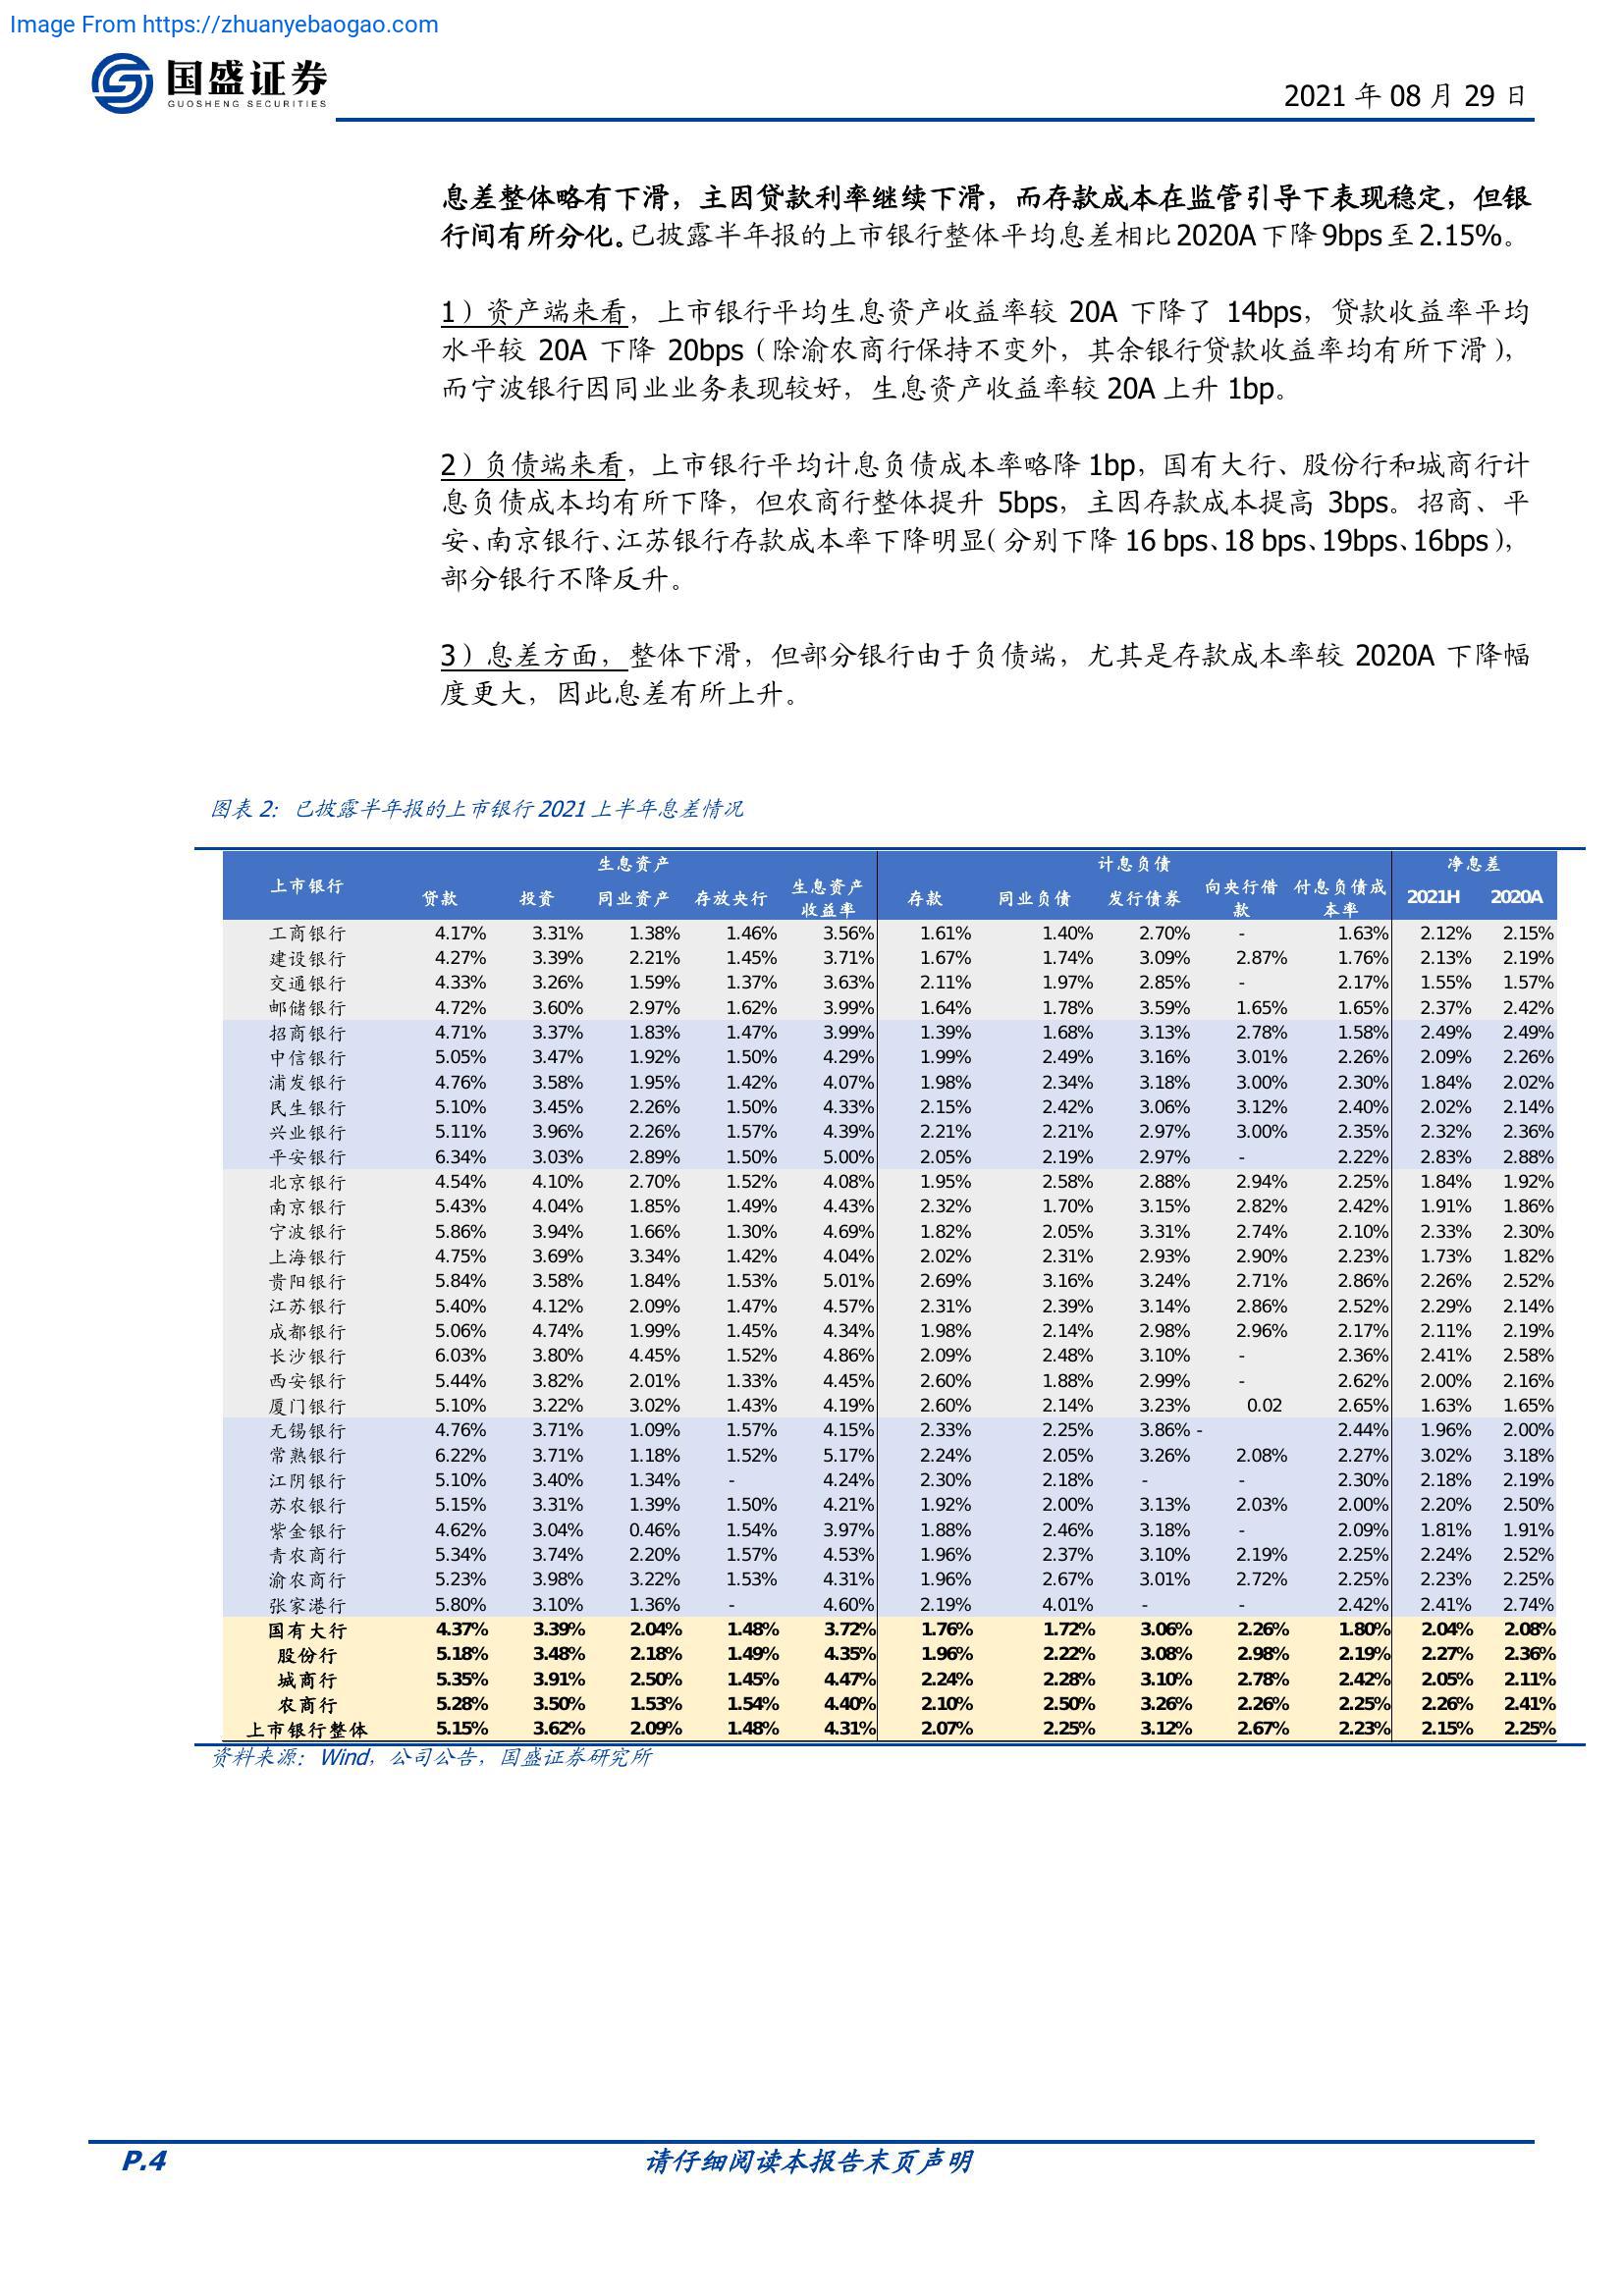 Image From https://zhuanyebaogao.com
国盛证券
GUOSHENG SECURITIES
2021 年 08 月 29 日
息差整体略有下滑，主因贷款利率继续下滑，而存款成本在监管引导下表现稳定，但银
行间有所分化。已披露半年报的上市银行整体平均息差相比 2020A 下降 9bps 至 2.15%。
1）资产端来看，上市银行平均生息资产收益率较 20A 下降了 14bps，贷款收益率平均
水平较 20A 下降 20bps（除渝农商行保持不变外，其余银行贷款收益率均有所下滑），
而宁波银行因同业业务表现较好，生息资产收益率较 20A 上升 1bp。
2）负债端来看，上市银行平均计息负债成本率略降 1bp，国有大行、股份行和城商行计
息负债成本均有所下降，但农商行整体提升 5bps，主因存款成本提高 3bps。招商、平
安、南京银行、江苏银行存款成本率下降明显（分别下降 16 bps、18 bps、19bps、16bps），
部分银行不降反升。
3）息差方面，整体下滑，但部分银行由于负债端，尤其是存款成本率较 2020A 下降幅
度更大，因此息差有所上升。
图表 2：已披露半年报的上市银行 2021 上半年息差情况
上市银行 生息资产 计息负债 净息差
贷款 投资 同业资产 存放央行 生息资产收益率 存款 同业负债 发行债券 向央行借款 付息负债成本率 2021H 2020A
工商银行 4.17% 3.31% 1.38% 1.46% 3.56% 1.61% 1.40% 2.70% - 1.63% 2.12% 2.15%
建设银行 4.27% 3.39% 2.21% 1.45% 3.71% 1.67% 1.74% 3.09% 2.87% 1.76% 2.13% 2.19%
交通银行 4.33% 3.26% 1.59% 1.37% 3.63% 2.11% 1.97% 2.85% - 2.17% 1.55% 1.57%
邮储银行 4.72% 3.60% 2.97% 1.62% 3.99% 1.64% 1.78% 3.59% 1.65% 1.65% 2.37% 2.42%
招商银行 4.71% 3.37% 1.83% 1.47% 3.99% 1.39% 1.68% 3.13% 2.78% 1.58% 2.49% 2.49%
中信银行 5.05% 3.47% 1.92% 1.50% 4.29% 1.99% 2.49% 3.16% 3.01% 2.26% 2.09% 2.26%
浦发银行 4.76% 3.58% 1.95% 1.42% 4.07% 1.98% 2.34% 3.18% 3.00% 2.30% 1.84% 2.02%
民生银行 5.10% 3.45% 2.26% 1.50% 4.33% 2.15% 2.42% 3.06% 3.12% 2.40% 2.02% 2.14%
兴业银行 5.11% 3.96% 2.26% 1.57% 4.39% 2.21% 2.21% 2.97% 3.00% 2.35% 2.32% 2.36%
平安银行 6.34% 3.03% 2.89% 1.50% 5.00% 2.05% 2.19% 2.97% - 2.22% 2.83% 2.88%
北京银行 4.54% 4.10% 2.70% 1.52% 4.08% 1.95% 2.58% 2.88% 2.94% 2.25% 1.84% 1.92%
南京银行 5.43% 4.04% 1.85% 1.49% 4.43% 2.32% 1.70% 3.15% 2.82% 2.42% 1.91% 1.86%
宁波银行 5.86% 3.94% 1.66% 1.30% 4.69% 1.82% 2.05% 3.31% 2.74% 2.10% 2.33% 2.30%
上海银行 4.75% 3.69% 3.34% 1.42% 4.04% 2.02% 2.31% 2.93% 2.90% 2.23% 1.73% 1.82%
贵阳银行 5.84% 3.58% 1.84% 1.53% 5.01% 2.69% 3.16% 3.24% 2.71% 2.86% 2.26% 2.52%
江苏银行 5.40% 4.12% 2.09% 1.47% 4.57% 2.31% 2.39% 3.14% 2.86% 2.52% 2.29% 2.14%
成都银行 5.06% 4.74% 1.99% 1.45% 4.34% 1.98% 2.14% 2.98% 2.96% 2.17% 2.11% 2.19%
长沙银行 6.03% 3.80% 4.45% 1.52% 4.86% 2.09% 2.48% 3.10% - 2.36% 2.41% 2.58%
西安银行 5.44% 3.82% 2.01% 1.33% 4.45% 2.60% 1.88% 2.99% - 2.62% 2.00% 2.16%
厦门银行 5.10% 3.22% 3.02% 1.43% 4.19% 2.60% 2.14% 3.23% 0.02 2.65% 1.63% 1.65%
无锡银行 4.76% 3.71% 1.09% 1.57% 4.15% 2.33% 2.25% 3.86% - 2.44% 1.96% 2.00%
常熟银行 6.22% 3.71% 1.18% 1.52% 5.17% 2.24% 2.05% 3.26% 2.08% 2.27% 3.02% 3.18%
江阴银行 5.10% 3.40% 1.34% - 4.24% 2.30% 2.18% - - 2.30% 2.18% 2.19%
苏农银行 5.15% 3.31% 1.39% 1.50% 4.21% 1.92% 2.00% 3.13% 2.03% 2.00% 2.20% 2.50%
紫金银行 4.62% 3.04% 0.46% 1.54% 3.97% 1.88% 2.46% 3.18% - 2.09% 1.81% 1.91%
青农商行 5.34% 3.74% 2.20% 1.57% 4.53% 1.96% 2.37% 3.10% 2.19% 2.25% 2.24% 2.52%
渝农商行 5.23% 3.98% 3.22% 1.53% 4.31% 1.96% 2.67% 3.01% 2.72% 2.25% 2.23% 2.25%
张家港行 5.80% 3.10% 1.36% - 4.60% 2.19% 4.01% - - 2.42% 2.41% 2.74%
国有大行 4.37% 3.39% 2.04% 1.48% 3.72% 1.76% 1.72% 3.06% 2.26% 1.80% 2.04% 2.08%
股份行 5.18% 3.48% 2.18% 1.49% 4.35% 1.96% 2.22% 3.08% 2.98% 2.19% 2.27% 2.36%
城商行 5.35% 3.91% 2.50% 1.45% 4.47% 2.24% 2.28% 3.10% 2.78% 2.42% 2.05% 2.11%
农商行 5.28% 3.50% 1.53% 1.54% 4.40% 2.10% 2.50% 3.26% 2.26% 2.25% 2.26% 2.41%
上市银行整体 5.15% 3.62% 2.09% 1.48% 4.31% 2.07% 2.25% 3.12% 2.67% 2.23% 2.15% 2.25%
资料来源：Wind，公司公告，国盛证券研究所
P.4
请仔细阅读本报告末页声明